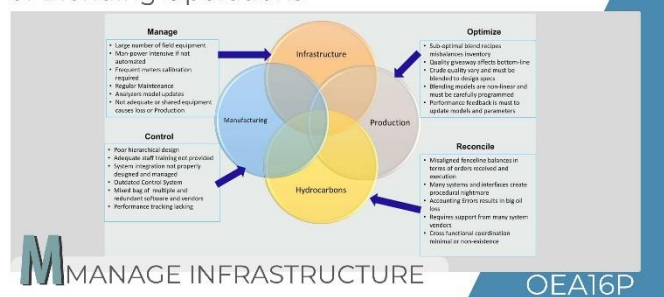 Manage
• Large number of field equipment
• Man-power intensive if not
automated
• Frequent meters calibration
required
• Regular Maintenance
• Analyzers model updates
• Not adequate or shared equipment
causes loss or Production
Control
• Poor hierarchical design
• Adequate staff training not provided
• System integration not properly
designed and managed
• Outdated Control System
• Mixed bag of multiple and
redundant software and vendors
• Performance tracking lacking
Infrastructure
Manufacturing
Production
Hydrocarbons
Optimize
• Sub-optimal blend recipes
misbalances inventory
• Quality giveaway affects bottom-line
• Crude quality vary and must be
blended to design specs
• Blending models are non-linear and
must be carefully programmed
• Performance feedback is must to
update models and parameters
Reconcile
• Misaligned fenceline balances in
terms of orders received and
execution
• Many systems and interfaces create
procedural nightmare
• Accounting Errors results in big oil
loss
• Requires support from many system
vendors
• Cross functional coordination
minimal or non-existence
M MANAGE INFRASTRUCTURE
OEA16P